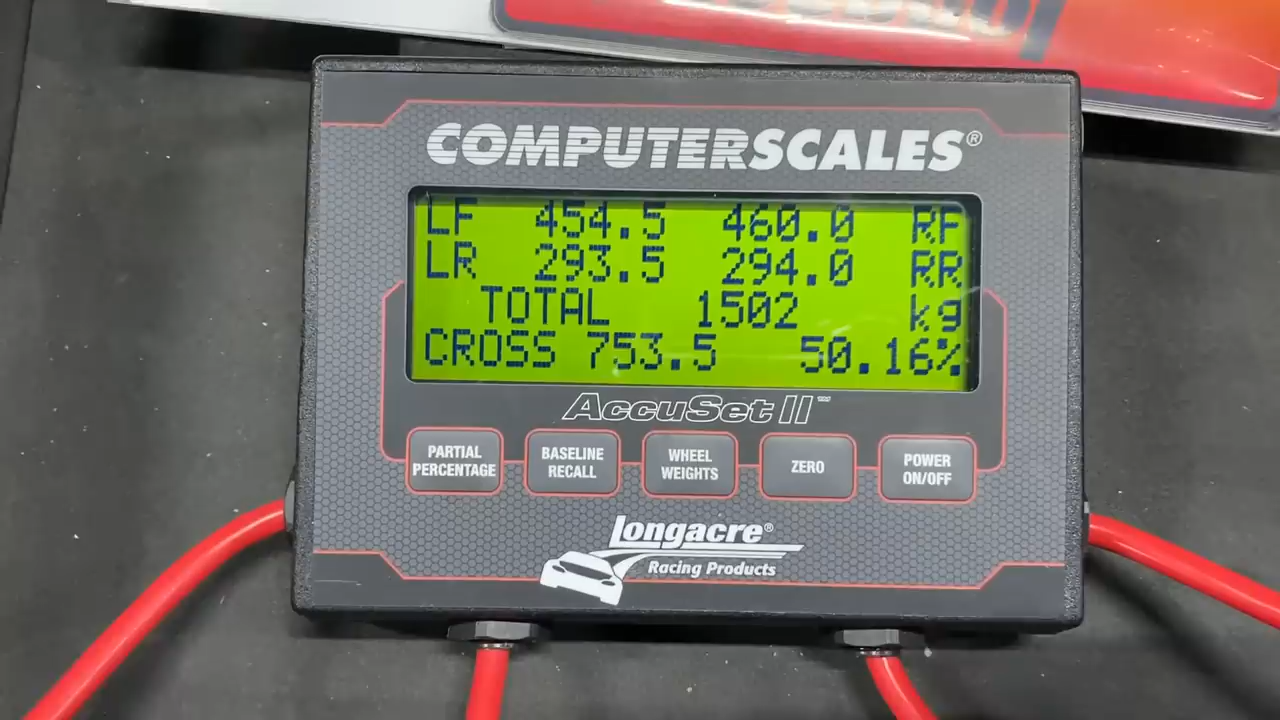 COMPUTERSCALES®
LF 454.5 460.0 RF
LR 293.5 294.0 RR
TOTAL 1502 kg
CROSS 753.5 50.16%
AccuSet II™
PARTIAL PERCENTAGE
BASELINE RECALL
WHEEL WEIGHTS
ZERO
POWER ON/OFF
Longacre®
Racing Products